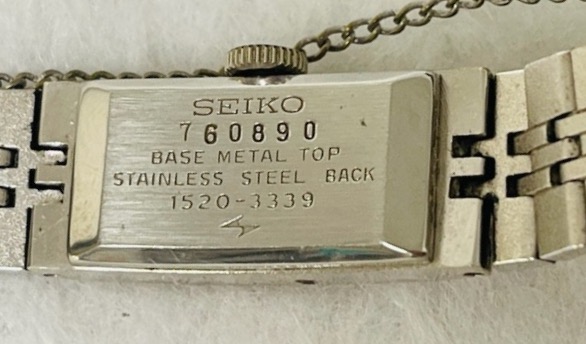 SEIKO
760890
BASE METAL TOP
STAINLESS STEEL BACK
1520-3339